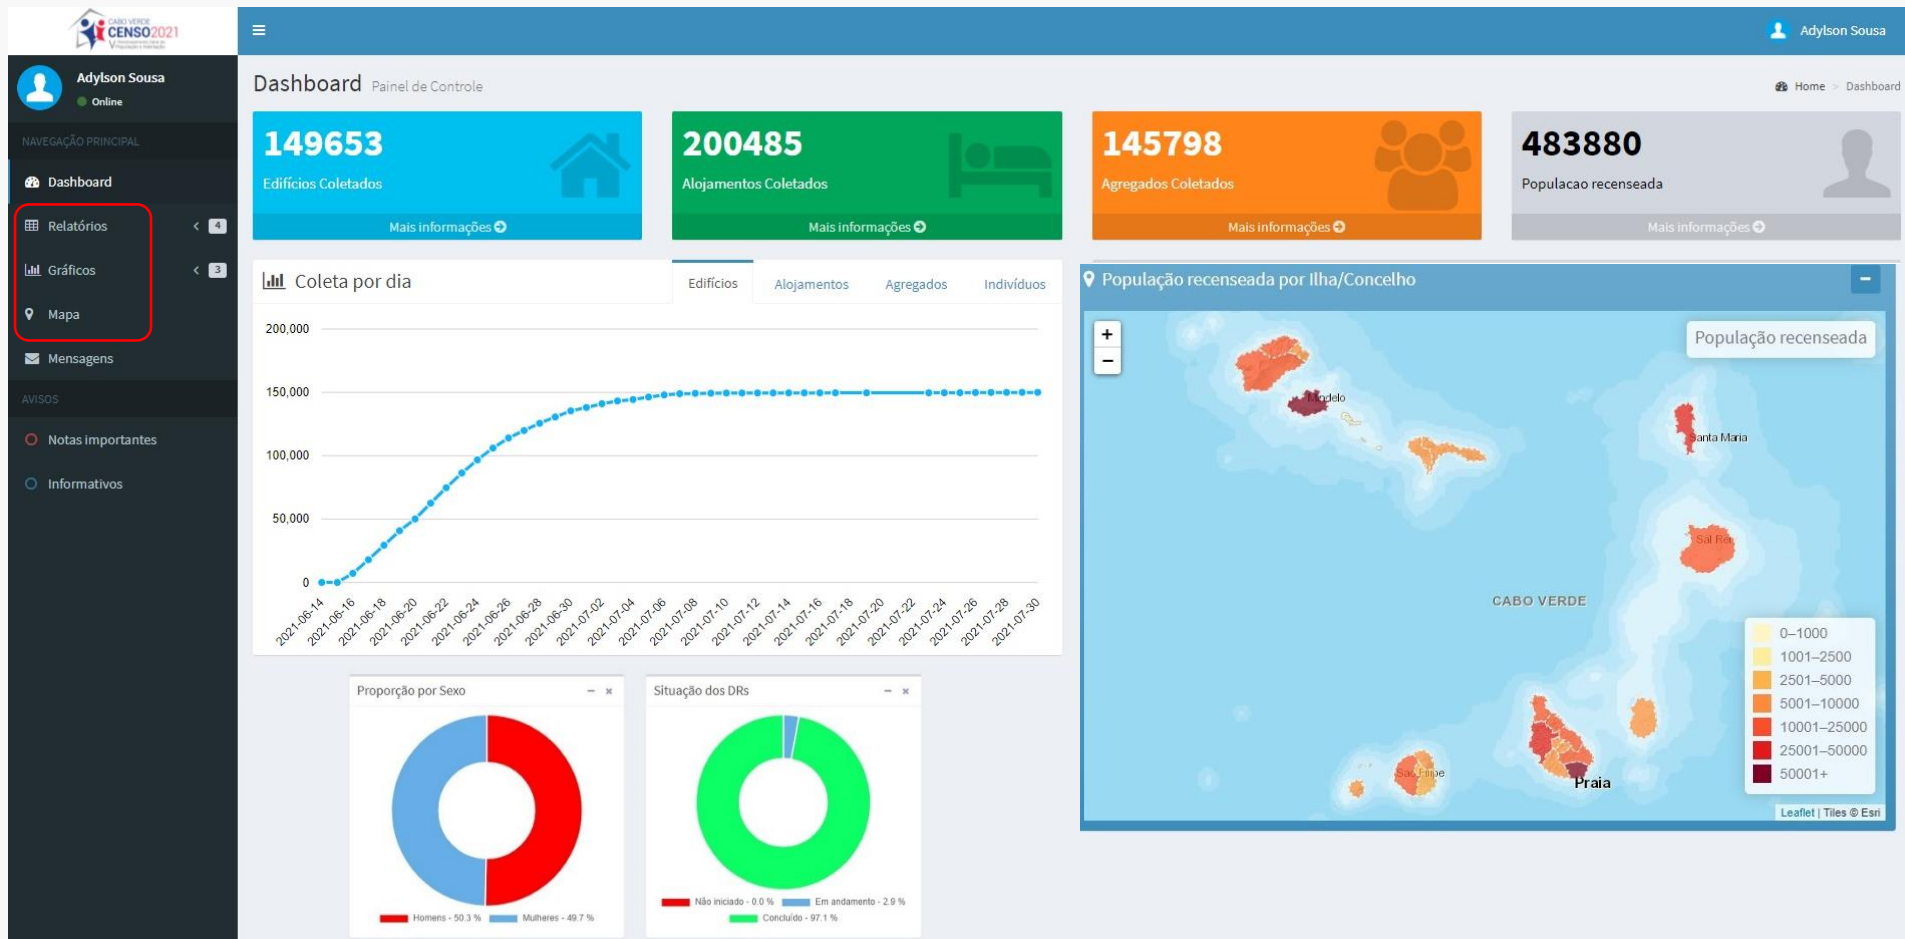 CABO VERDE
CENSO2021
Adylson Sousa
Adylson Sousa
Online
NAVEGAÇÃO PRINCIPAL
Dashboard
Relatórios
4
Gráficos
3
Mapa
Mensagens
AVISOS
Notas importantes
Informativos
Dashboard Painel de Controle
Home > Dashboard
149653
Edifícios Coletados
Mais informações
200485
Alojamentos Coletados
Mais informações
145798
Agregados Coletados
Mais informações
483880
Populacao recenseada
Mais informações
Coleta por dia
Edifícios Alojamentos Agregados Indivíduos
200,000
150,000
100,000
50,000
0
2021-06-14 2021-06-16 2021-06-18 2021-06-20 2021-06-22 2021-06-24 2021-06-26 2021-06-28 2021-06-30 2021-07-02 2021-07-04 2021-07-06 2021-07-08 2021-07-10 2021-07-12 2021-07-14 2021-07-16 2021-07-18 2021-07-20 2021-07-22 2021-07-24 2021-07-26 2021-07-28 2021-07-30
População recenseada por Ilha/Concelho
+
−
População recenseada
Mindelo
Santa Maria
Sal Rei
CABO VERDE
Sao Filipe
Praia
0–1000
1001–2500
2501–5000
5001–10000
10001–25000
25001–50000
50001+
Leaflet | Tiles © Esri
Proporção por Sexo
Homens - 50.3 % Mulheres - 49.7 %
Situação dos DRs
Não iniciado - 0.0 % Em andamento - 2.9 %
Concluído - 97.1 %